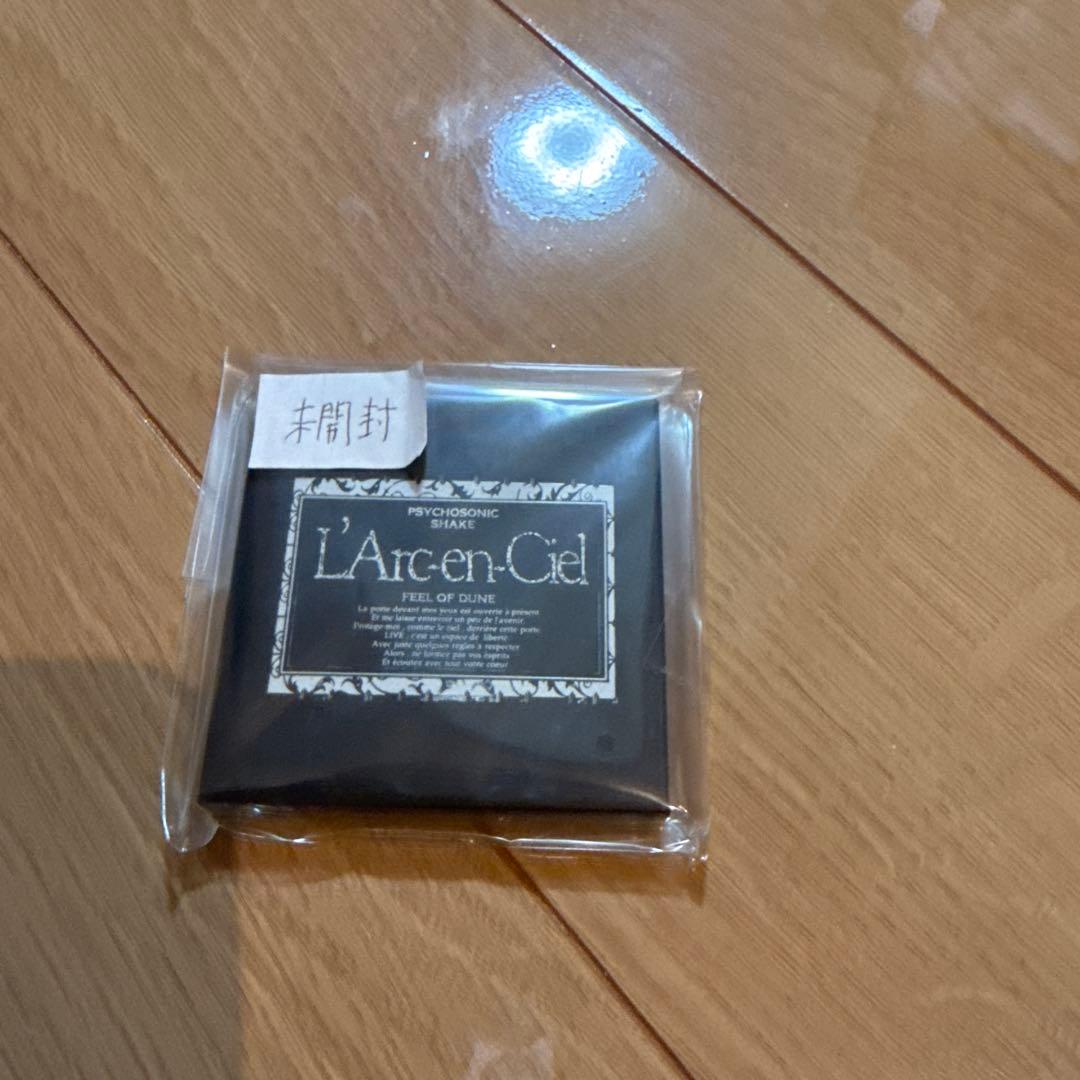 未開封
PSYCHOSONIC
SHAKE
L'Arc-en-Ciel
FEEL OF DUNE
La porte devant mes yeux est ouverte à présent
Et me laisse entrevoir un peu de l'avenir.
Protège-moi, comme le ciel, derrière cette porte
LIVE, c'est un espace de liberté
Avec juste quelques règles à respecter
Alors, ne fermez pas vos esprits
Et écoutez avec tout votre coeur